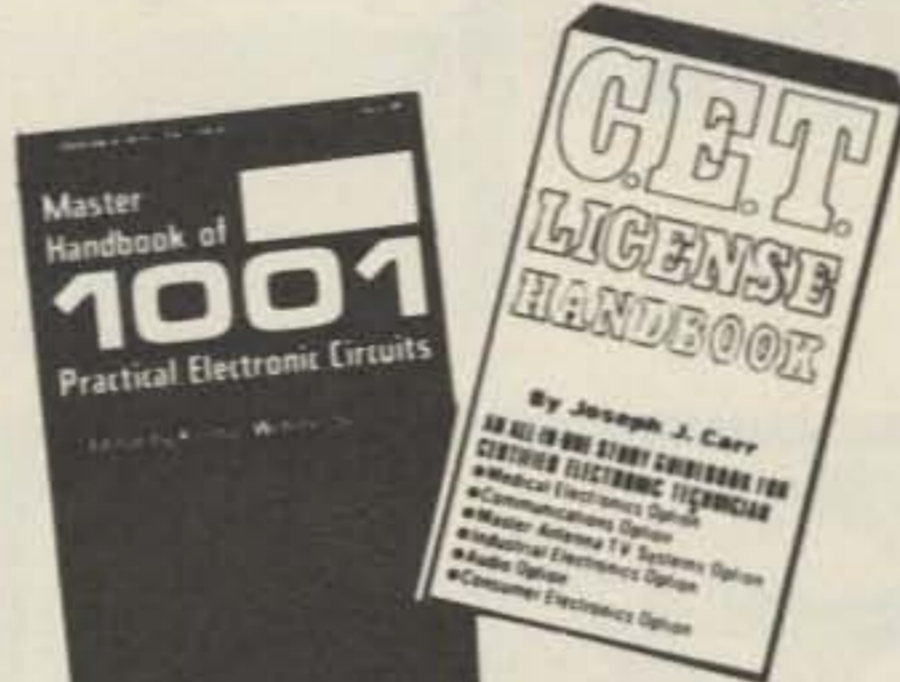 Master
Handbook of
1001
Practical Electronic Circuits
C.E.T.
LICENSE
HANDBOOK
By Joseph J. Carr
AN ALL-IN-ONE STUDY GUIDEBOOK FOR
CERTIFIED ELECTRONIC TECHNICIAN
●Medical Electronics Option
●Communications Option
●Master Antenna TV Systems Option
●Industrial Electronics Option
●Audio Option
●Consumer Electronics Option